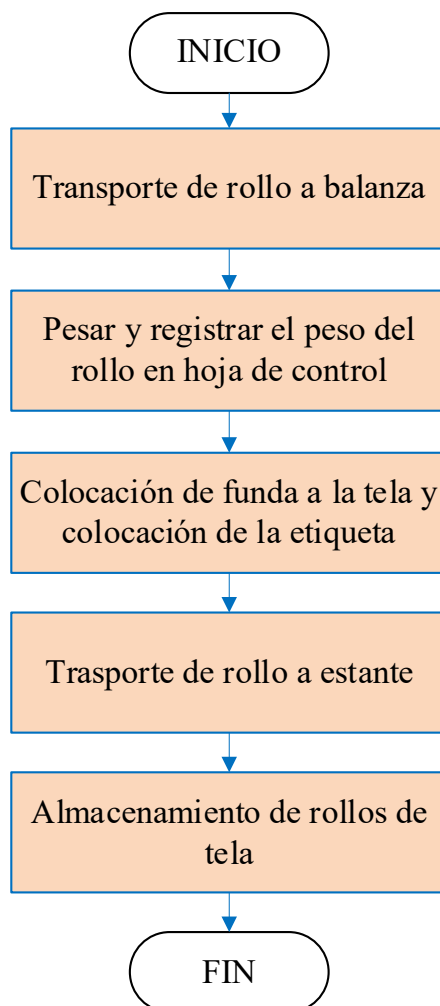 INICIO
Transporte de rollo a balanza
Pesar y registrar el peso del
rollo en hoja de control
Colocación de funda a la tela y
colocación de la etiqueta
Trasporte de rollo a estante
Almacenamiento de rollos de
tela
FIN